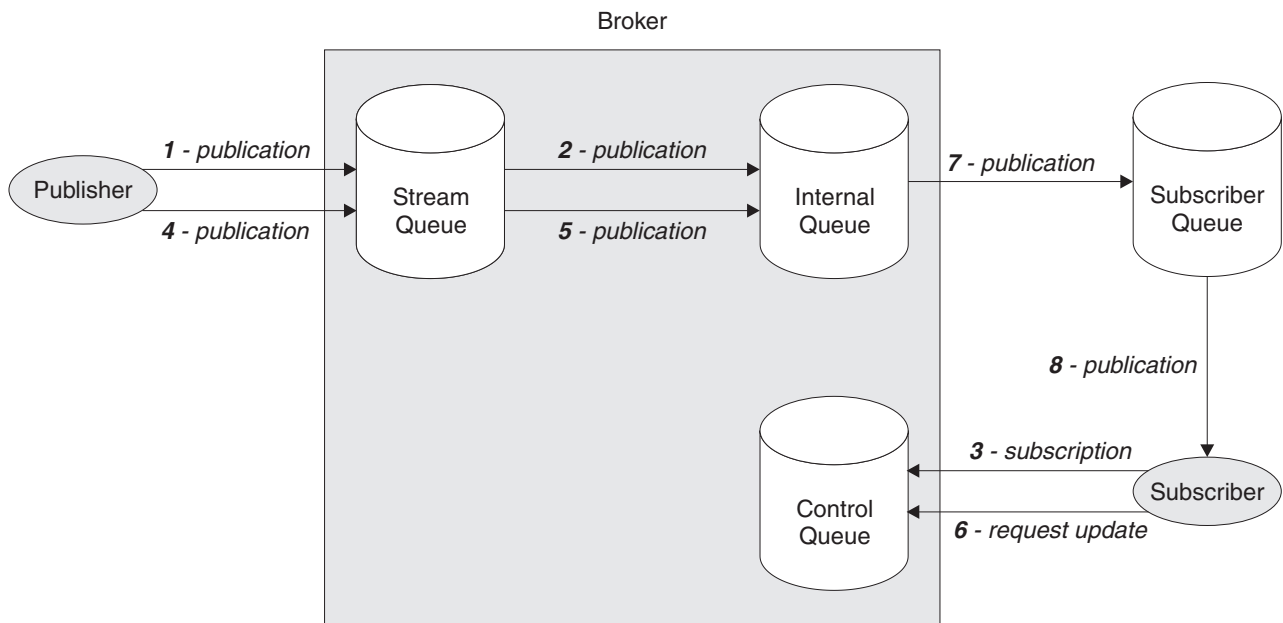 Broker
1 - publication
2 - publication
7 - publication
Publisher
Stream
Queue
Internal
Queue
Subscriber
Queue
4 - publication
5 - publication
8 - publication
3 - subscription
Control
Queue
Subscriber
6 - request update